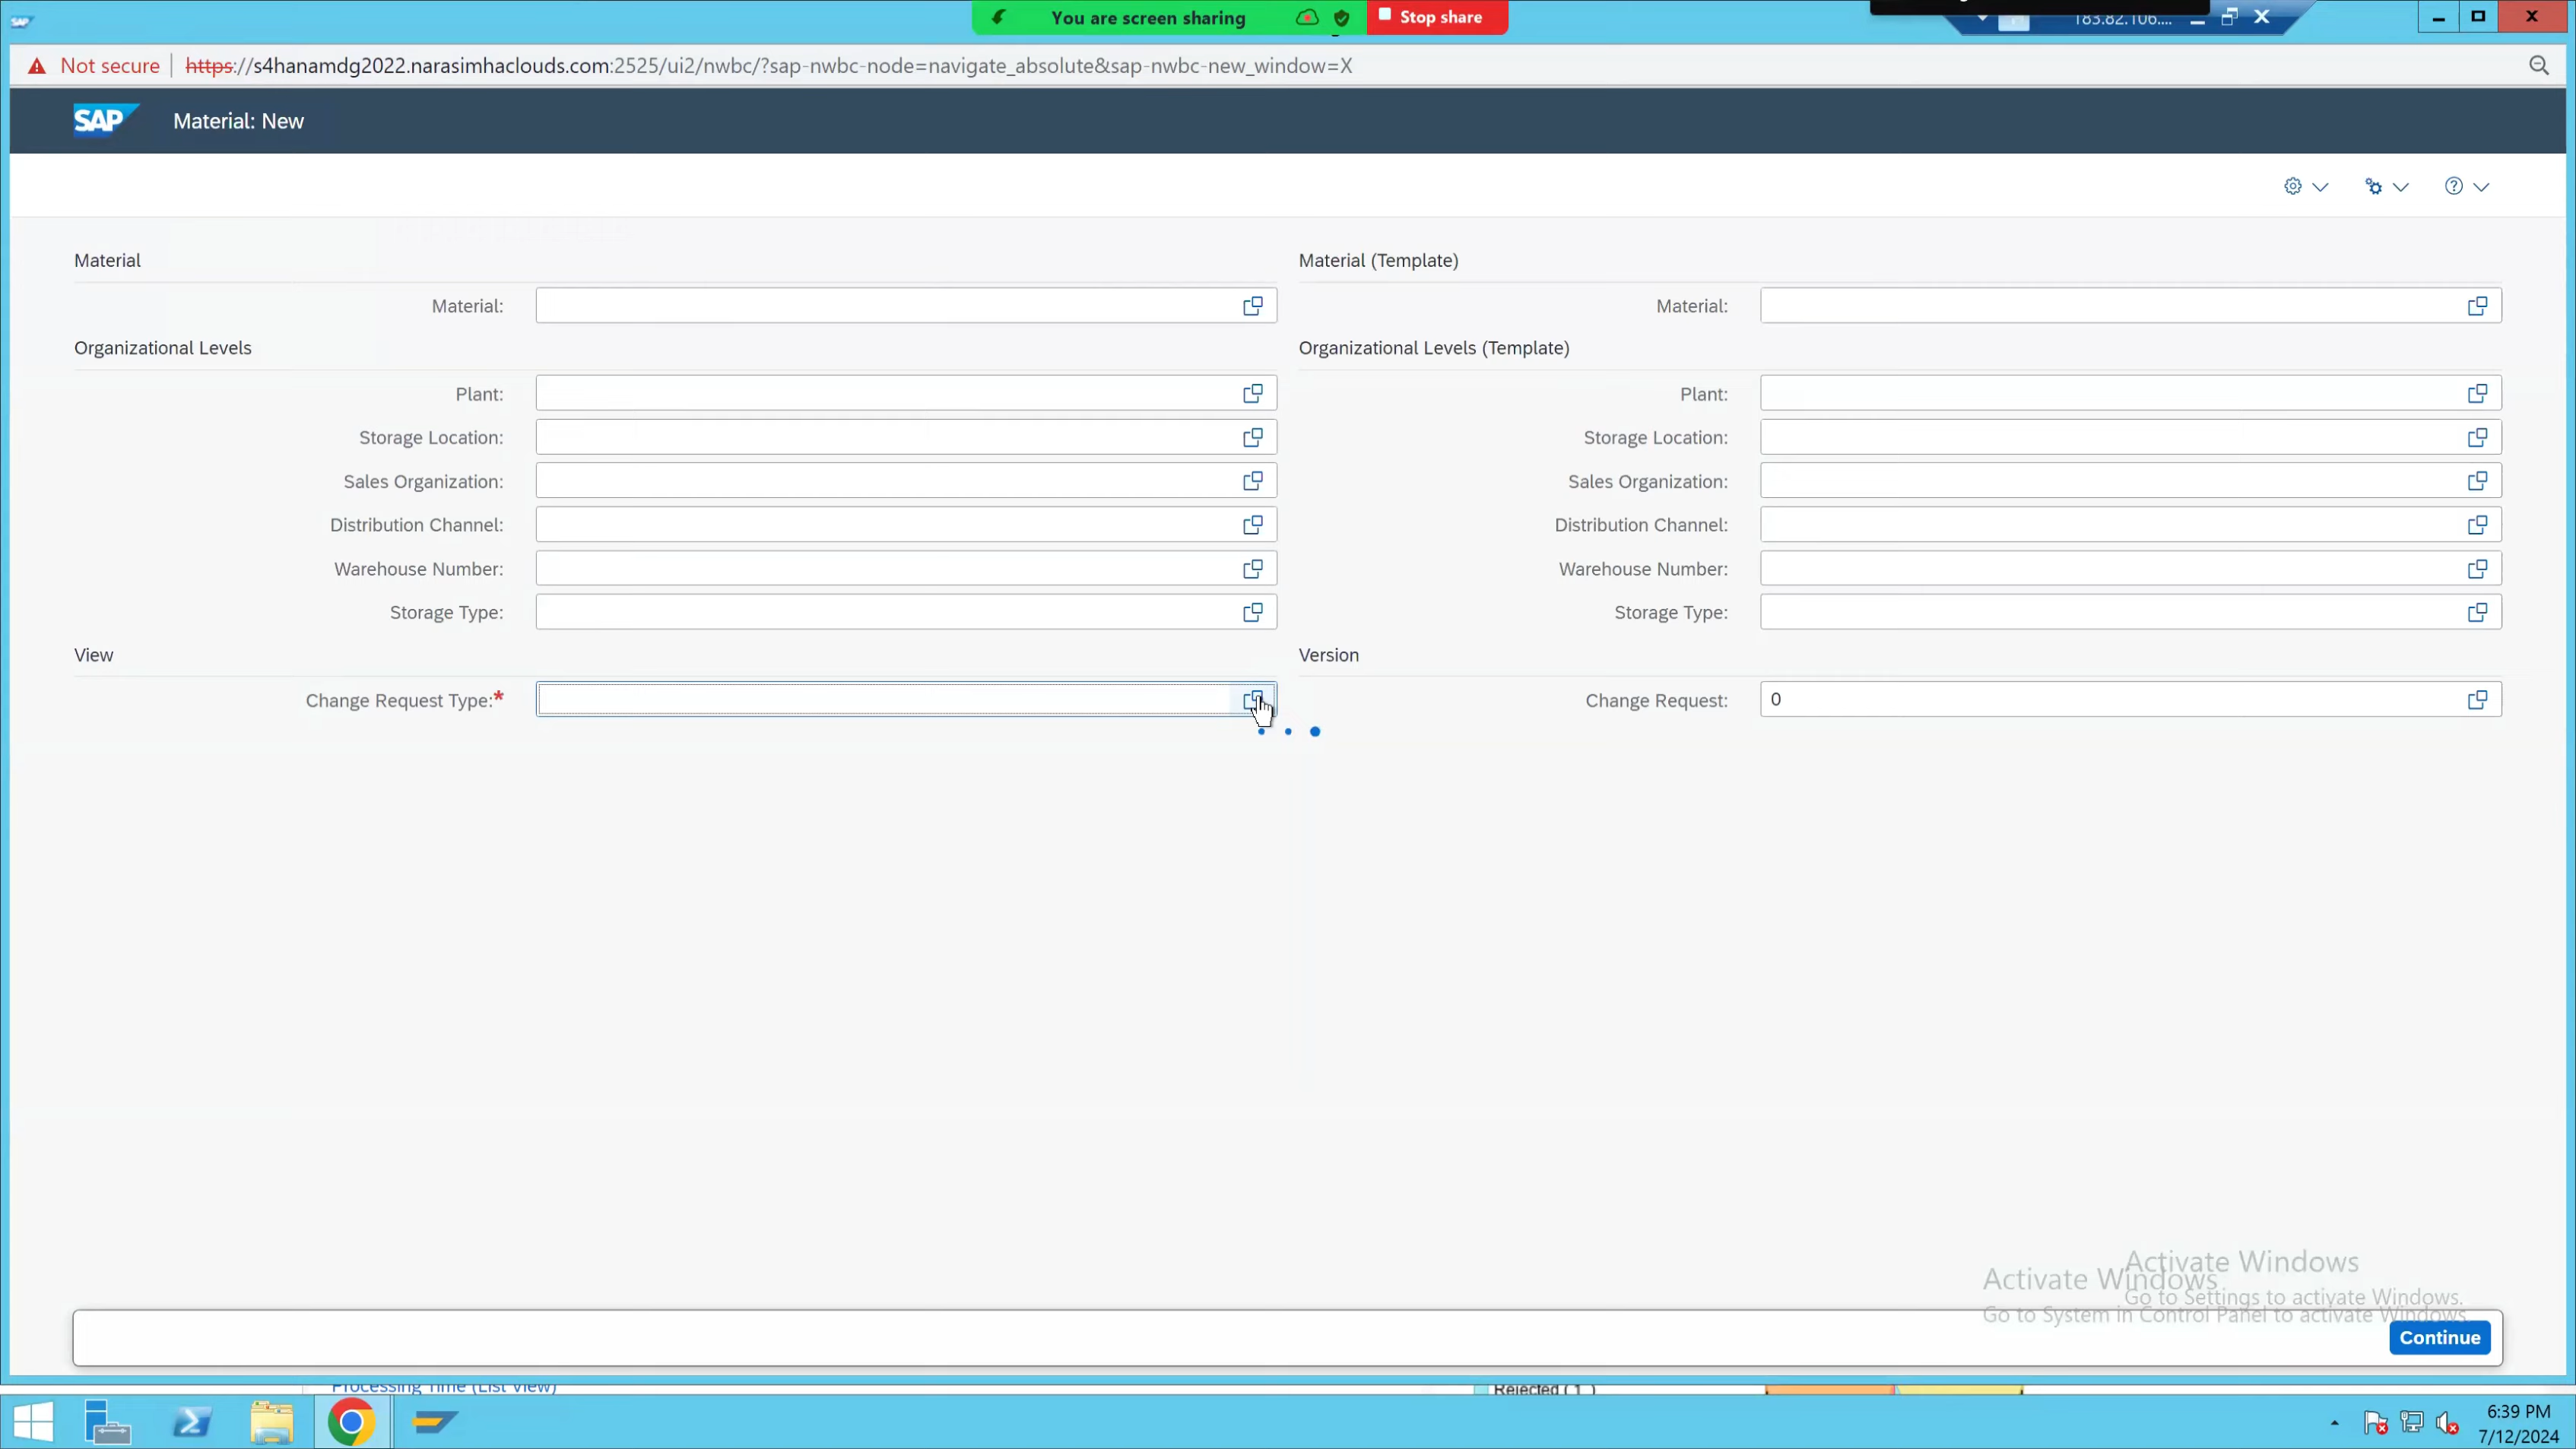 You are screen sharing
Stop share
Not secure
https://s4hanamdg2022.narasimhaclouds.com:2525/ui2/nwbc/?sap-nwbc-node=navigate_absolute&sap-nwbc-new_window=X
SAP
Material: New
Material
Material (Template)
Material:
Material:
Organizational Levels
Organizational Levels (Template)
Plant:
Plant:
Storage Location:
Storage Location:
Sales Organization:
Sales Organization:
Distribution Channel:
Distribution Channel:
Warehouse Number:
Warehouse Number:
Storage Type:
Storage Type:
View
Version
Change Request Type:*
Change Request:
0
Activate Windows
Activate Windows
Go to Settings to activate Windows.
Go to System in Control Panel to activate Windows.
Continue
Processing Time (List View)
Rejected ( 1 )
6:39 PM
7/12/2024